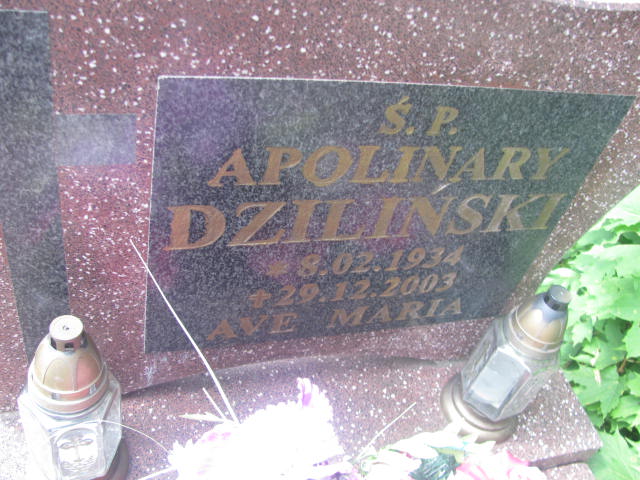 Ś. P.
APOLINARY
DZILIŃSKI
* 8.02.1934
✝ 29.12.2003
AVE MARIA